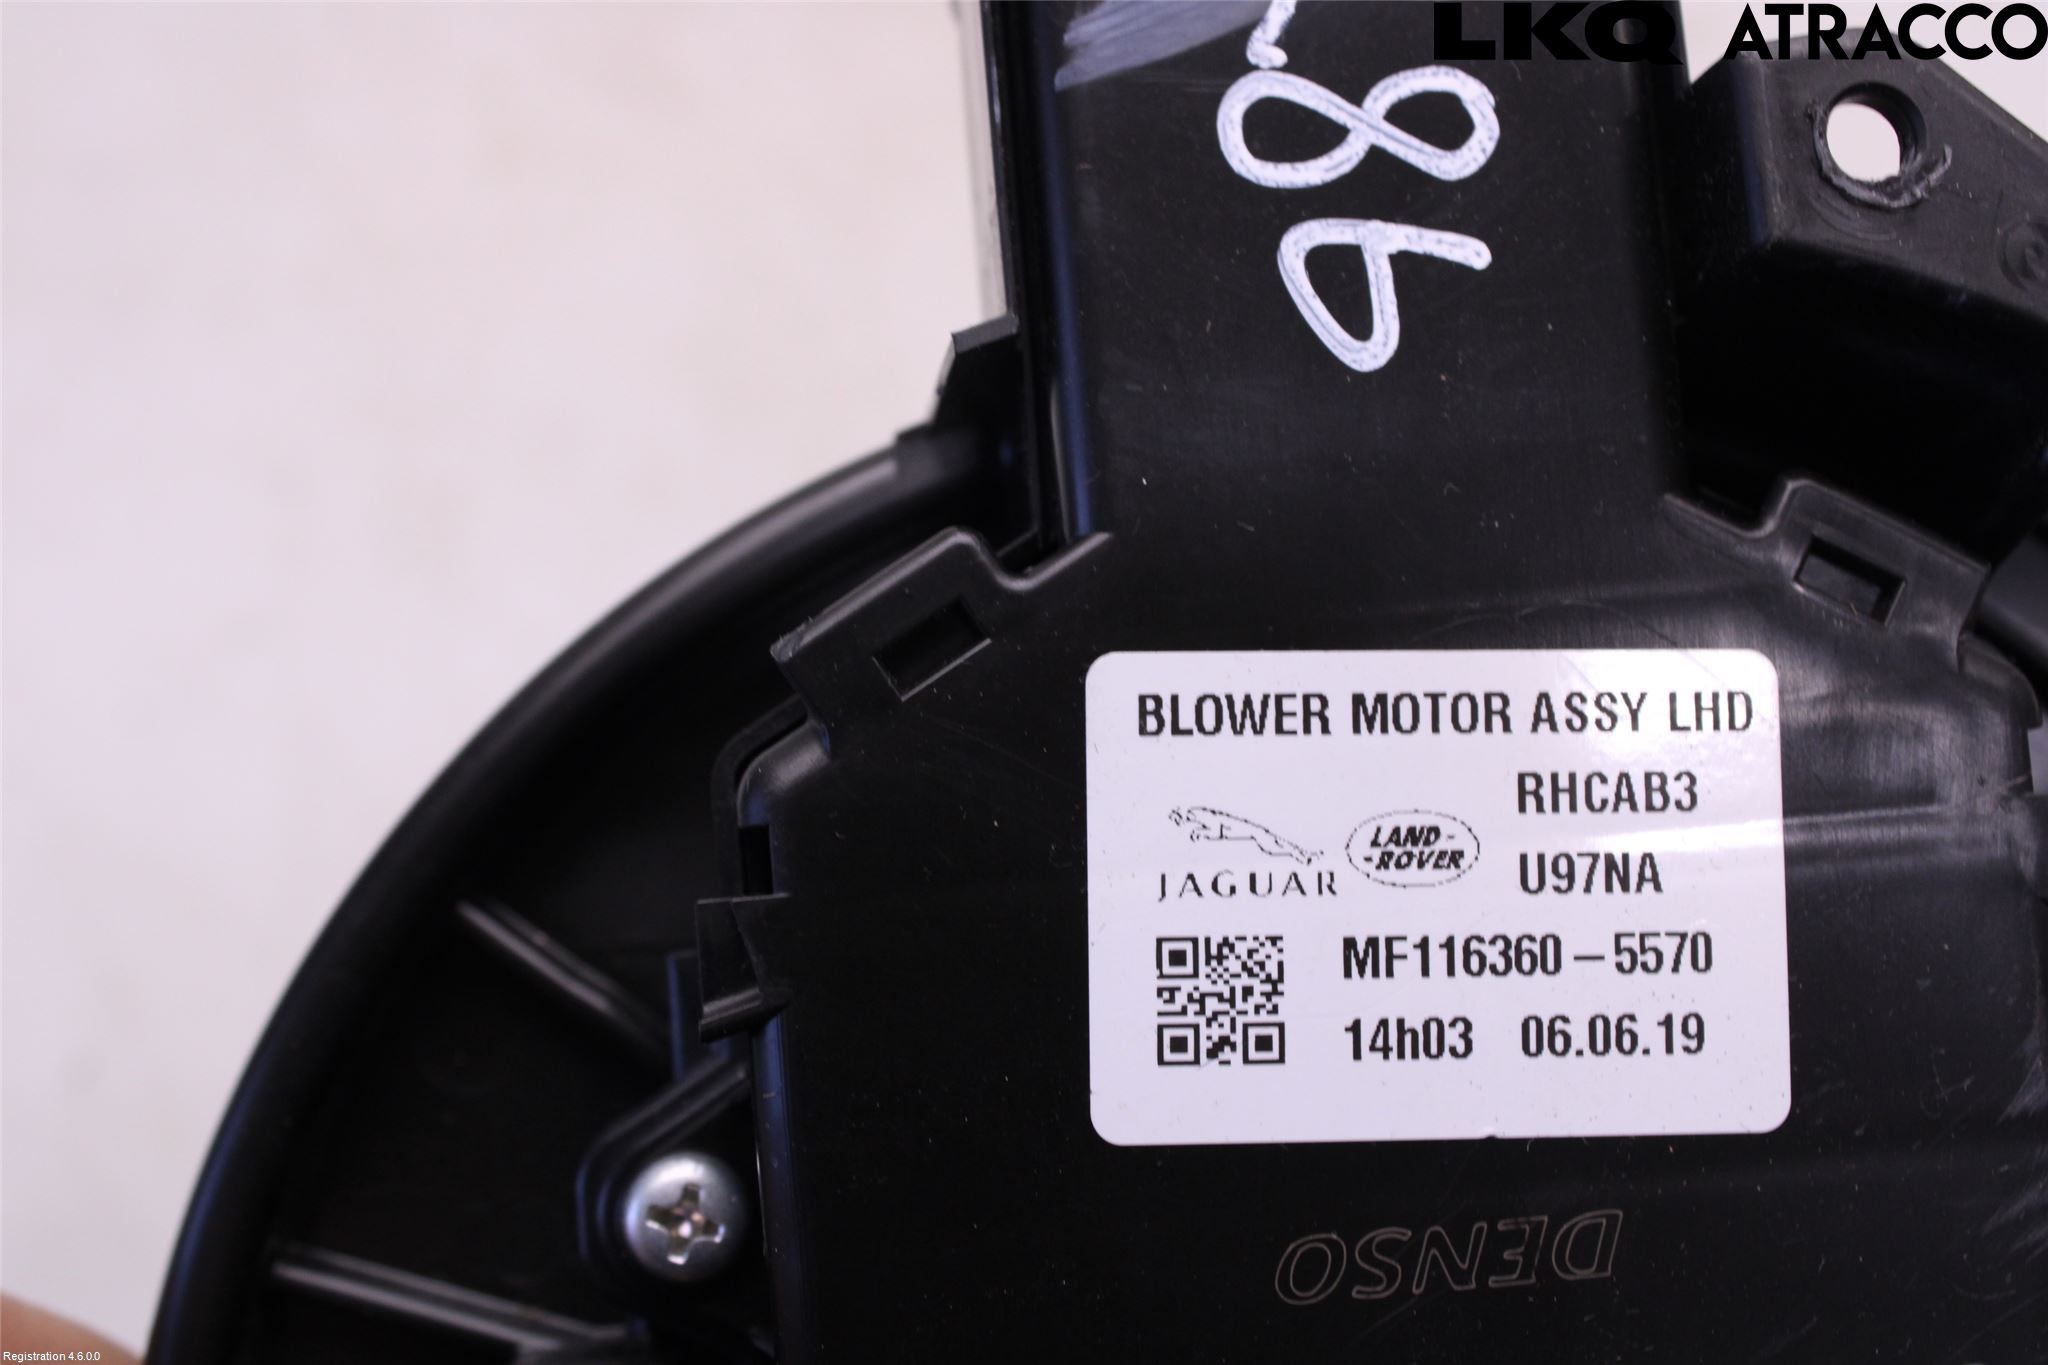 LKQ ATRACCO
98
BLOWER MOTOR ASSY LHD
RHCAB3
JAGUAR
LAND-
-ROVER
U97NA
MF116360-5570
14h03 06.06.19
DENSO
Registration 4.6.0.0